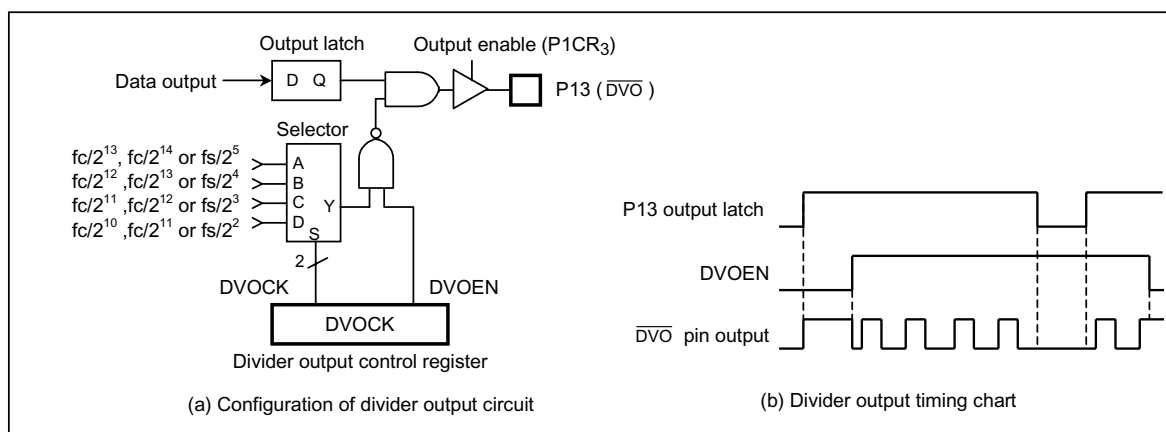 Output latch
Output enable (P1CR3)
Data output
D Q
P13 ( DVO )
Selector
fc/2^13, fc/2^14 or fs/2^5
A
fc/2^12 ,fc/2^13 or fs/2^4
B
fc/2^11 ,fc/2^12 or fs/2^3
C
Y
fc/2^10 ,fc/2^11 or fs/2^2
D
S
2
DVOCK
DVOEN
DVOCK
Divider output control register
(a) Configuration of divider output circuit
P13 output latch
DVOEN
DVO pin output
(b) Divider output timing chart